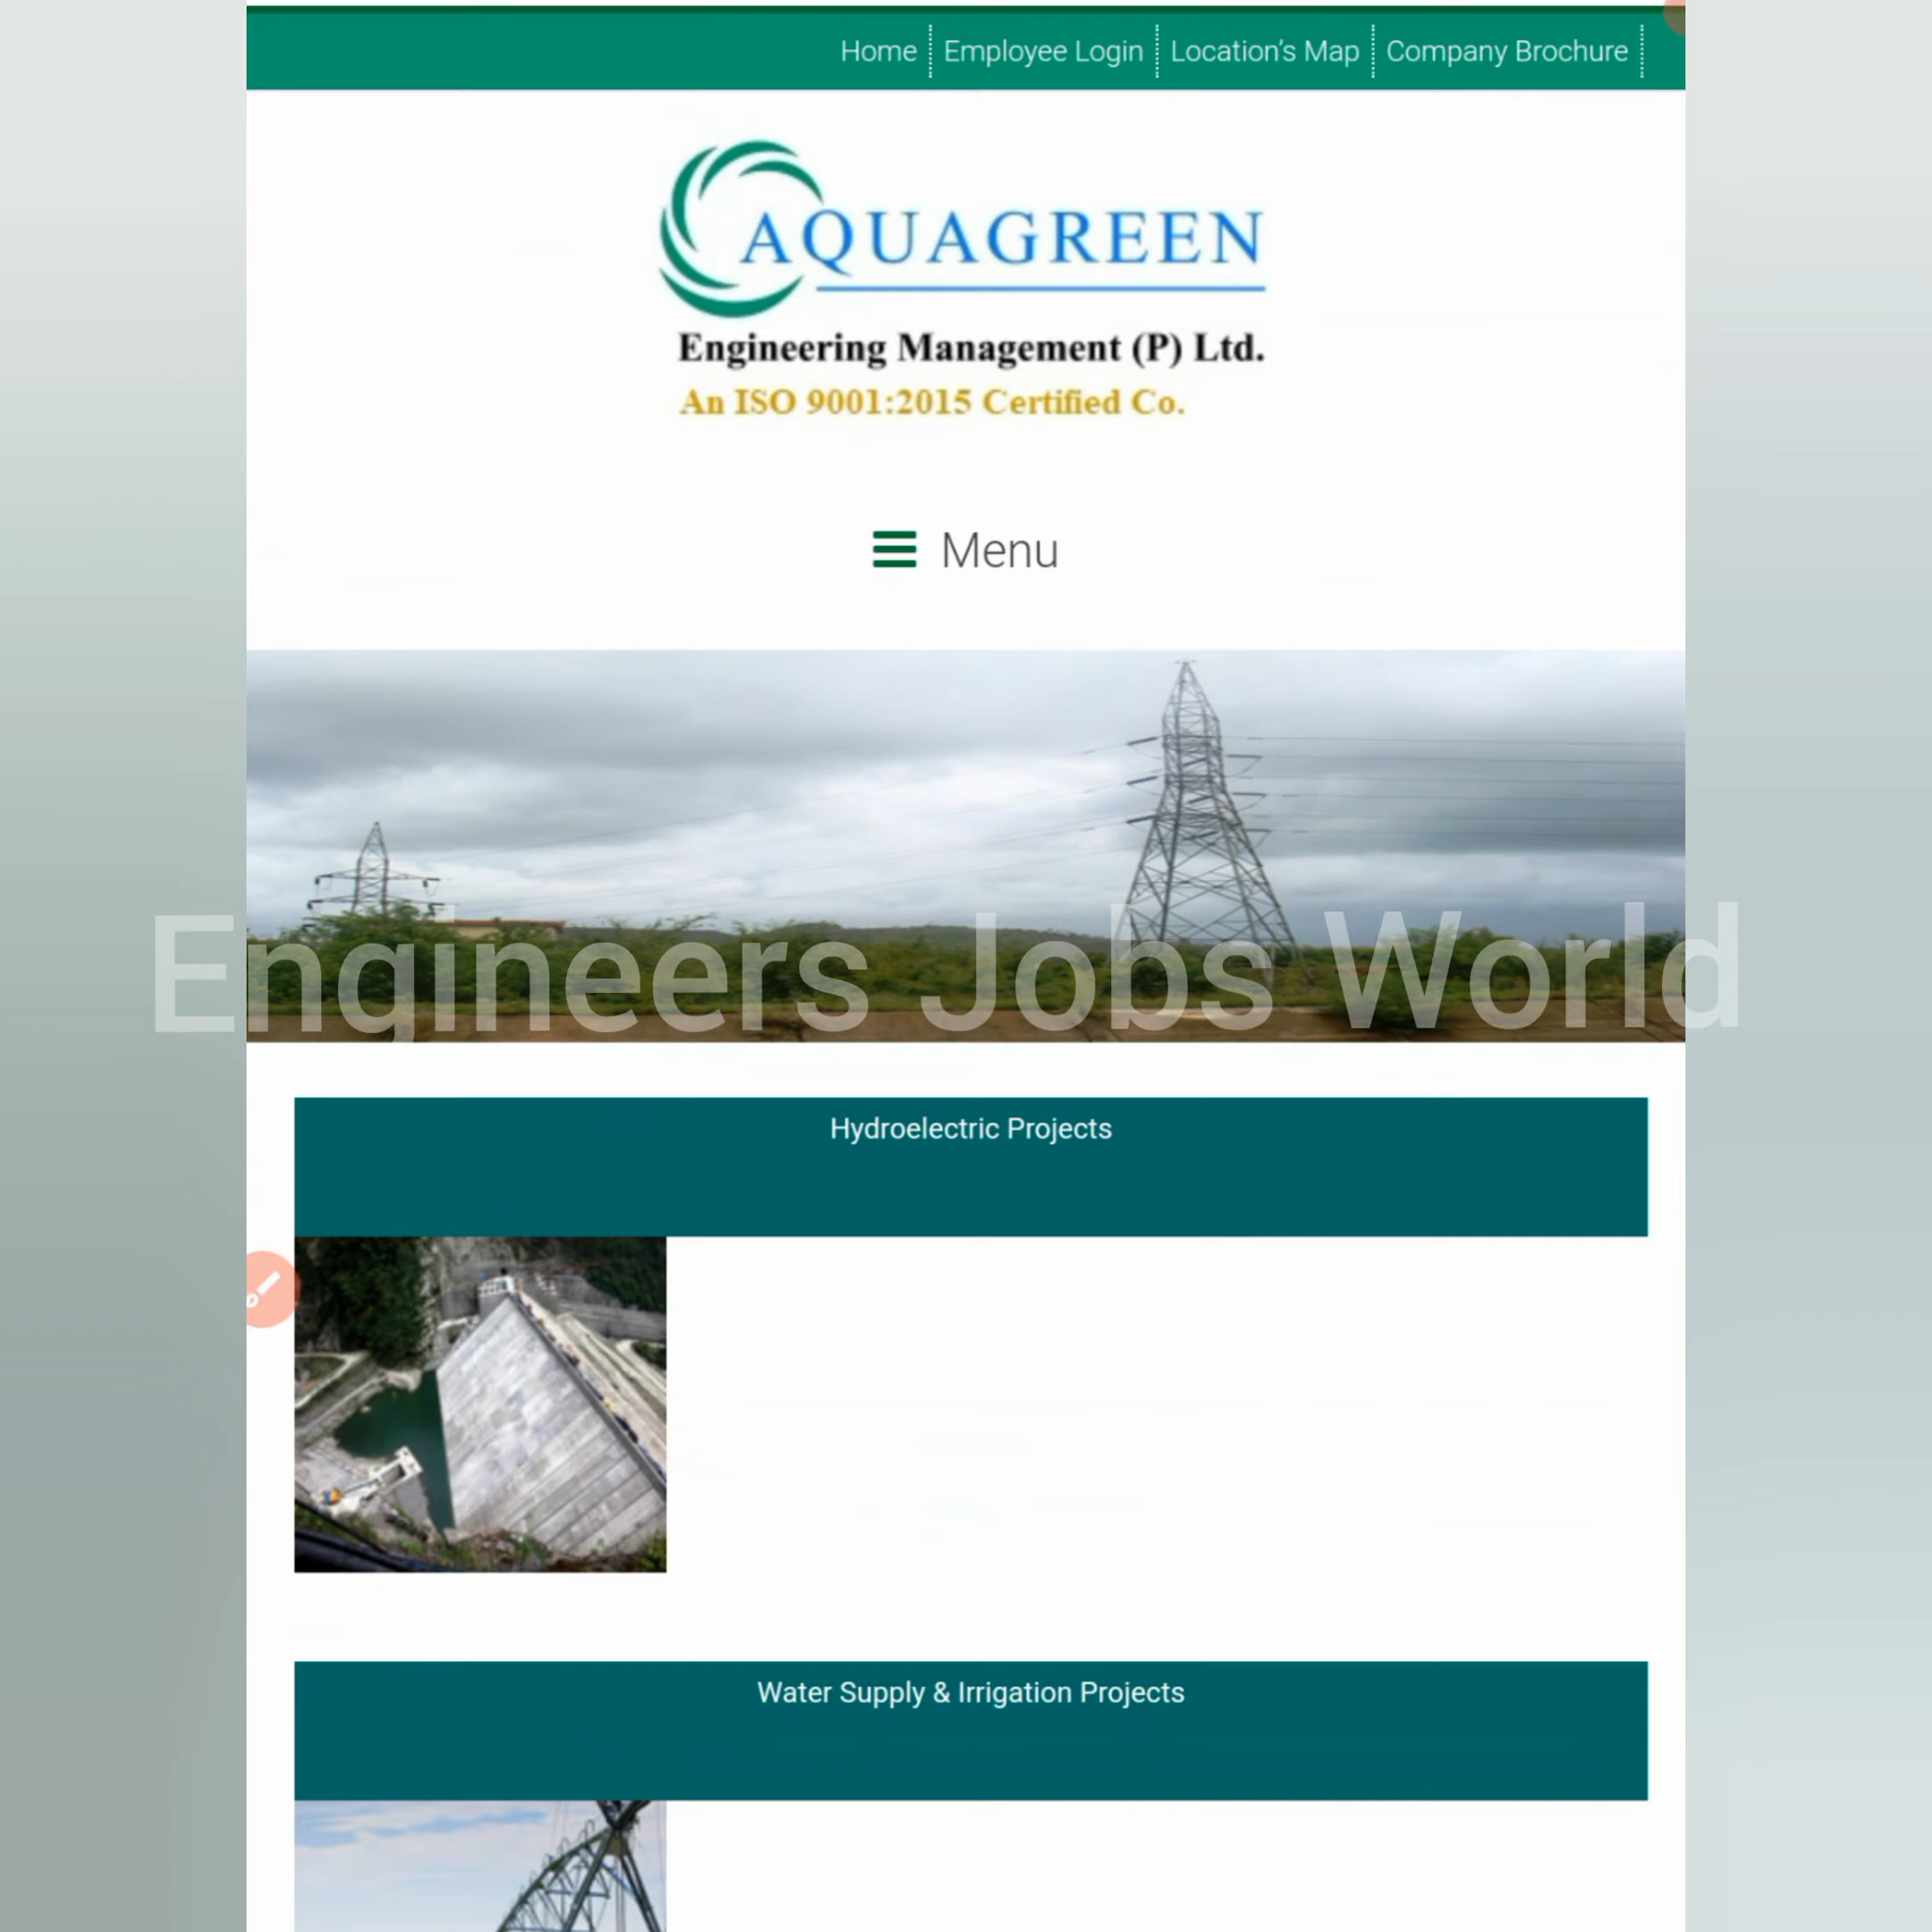 Home Employee Login Location's Map Company Brochure
AQUAGREEN
Engineering Management (P) Ltd.
An ISO 9001:2015 Certified Co.
Menu
Engineers Jobs World
Hydroelectric Projects
Water Supply & Irrigation Projects